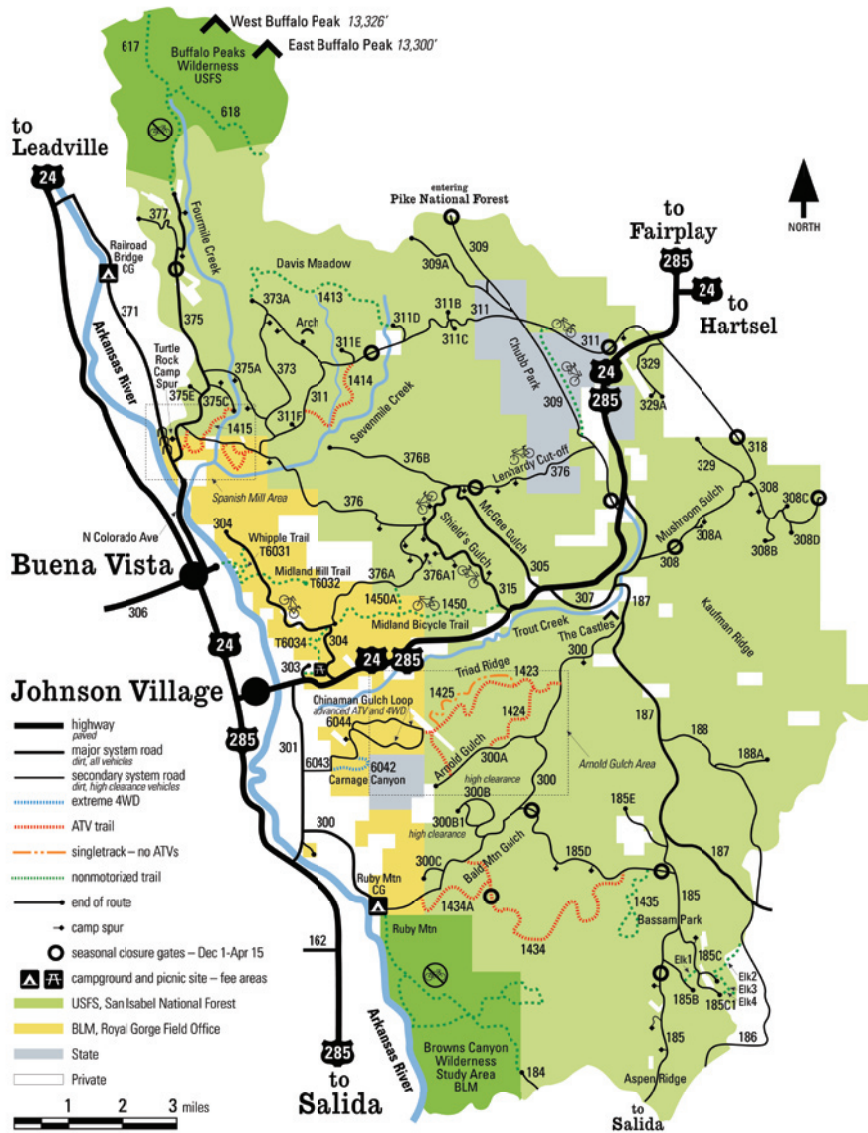 West Buffalo Peak 13,326'
East Buffalo Peak 13,300'
617
Buffalo Peaks
Wilderness
USFS
618
to
Leadville
24
377
Fourmile Creek
Railroad
Bridge
CG
371
375
Arkansas River
Turtle
Rock
Camp
Spur
375E
375C
375A
1415
Davis Meadow
373A
1413
Arch
373
311
311E
311F
1414
311D
311B
311C
311
Sevenmile Creek
entering
Pike National Forest
309
309A
Chubb Park
309
311
NORTH
to
Fairplay
285
24
to
Hartsel
24
285
329
329A
318
329
308
308C
308A
308B
308D
Mushroom Gulch
308
Kaufman Ridge
Spanish Mill Area
376B
376
Lenhardy Cut-off
376
McGee Gulch
Shield's Gulch
376A
376A1
305
315
307
187
N Colorado Ave
304
Whipple Trail
T6031
Midland Hill Trail
T6032
Buena Vista
306
24
1450A
1450
Midland Bicycle Trail
T6034
304
303
24
285
Trout Creek
The Castles
300
Johnson Village
285
301
Chinaman Gulch Loop
advanced ATV and 4WD
6044
6043
6042
Carnage
Canyon
Triad Ridge
1423
1425
1424
Arnold Gulch
300A
high clearance
300
Arnold Gulch Area
187
188
188A
300B
300B1
high clearance
300C
Bald Mtn Gulch
185D
185E
300
Ruby Mtn
CG
1434A
1434
1435
Bassam Park
185
187
Ruby Mtn
Elk1
185C
Elk2
Elk3
Elk4
185B
185C1
185
186
162
Arkansas River
Browns Canyon
Wilderness
Study Area
BLM
184
Aspen Ridge
to
Salida
285
to
Salida
highway
paved
major system road
dirt, all vehicles
secondary system road
dirt, high clearance vehicles
extreme 4WD
ATV trail
singletrack – no ATVs
nonmotorized trail
end of route
camp spur
seasonal closure gates – Dec 1-Apr 15
campground and picnic site – fee areas
USFS, San Isabel National Forest
BLM, Royal Gorge Field Office
State
Private
1 2 3 miles